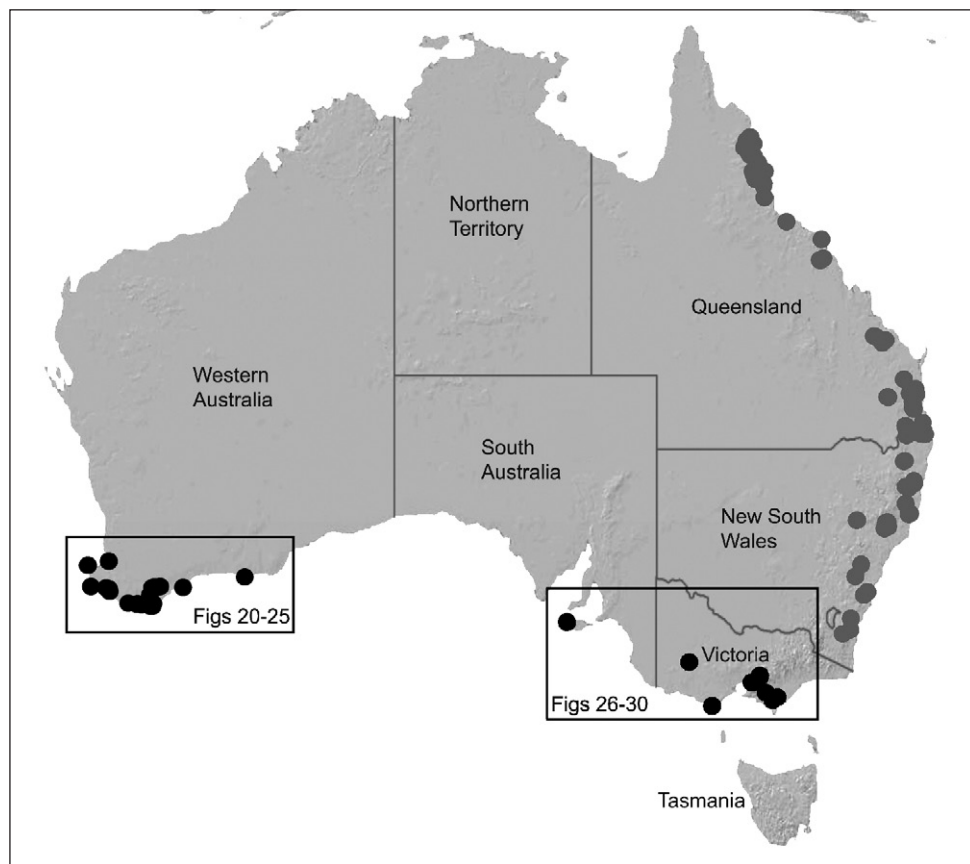 Northern
Territory
Queensland
Western
Australia
South
Australia
New South
Wales
Figs 20-25
Victoria
Figs 26-30
Tasmania